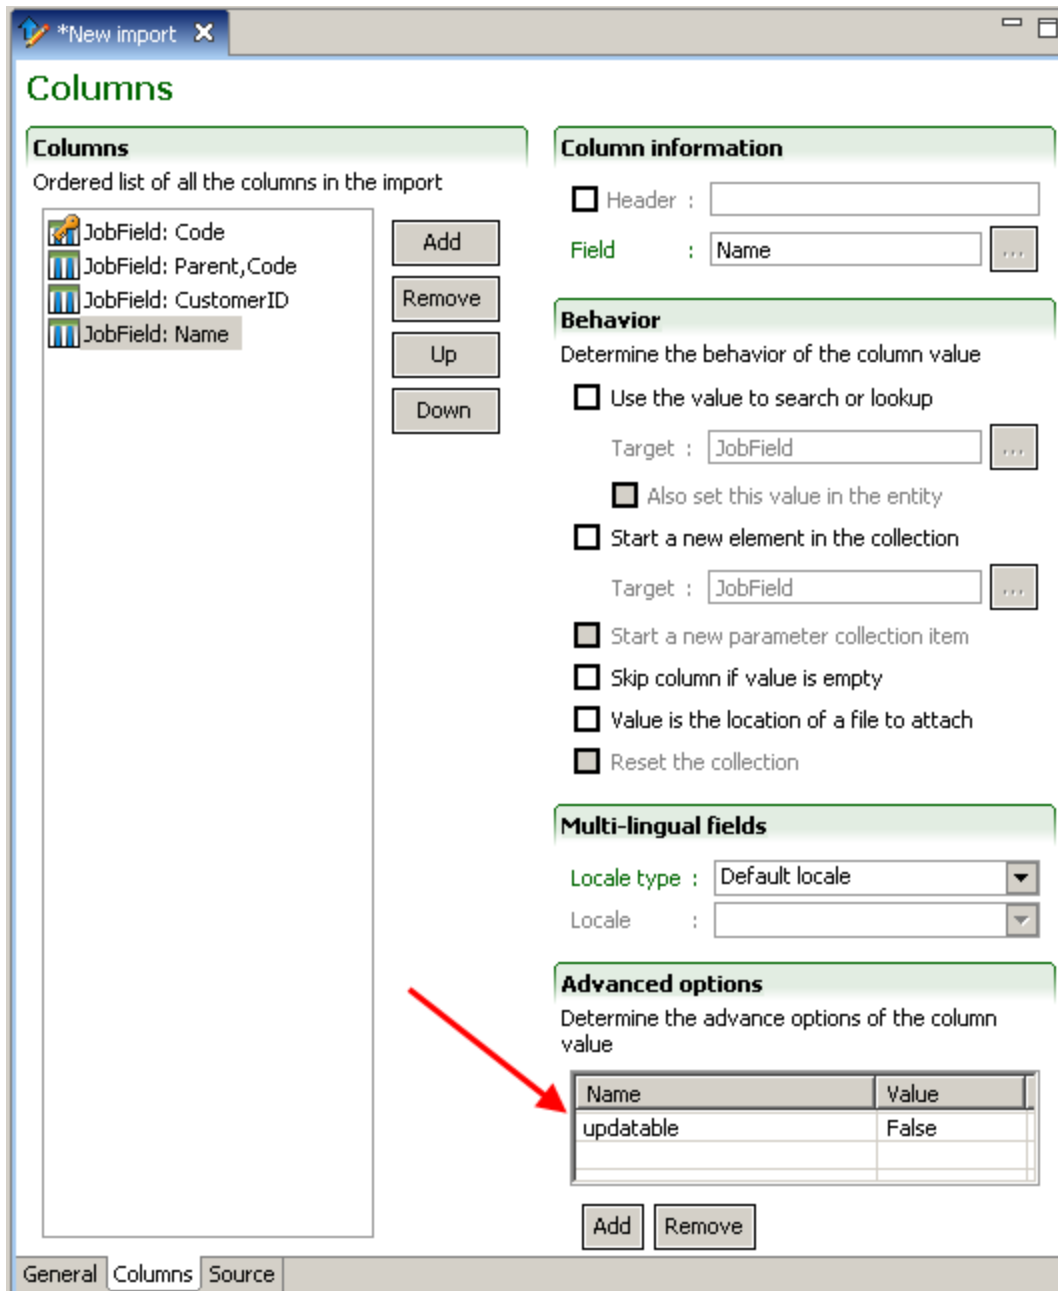 *New import
Columns
Columns
Ordered list of all the columns in the import
JobField: Code
JobField: Parent,Code
JobField: CustomerID
JobField: Name
Add
Remove
Up
Down
Column information
Header :
Field : Name ...
Behavior
Determine the behavior of the column value
Use the value to search or lookup
Target : JobField ...
Also set this value in the entity
Start a new element in the collection
Target : JobField ...
Start a new parameter collection item
Skip column if value is empty
Value is the location of a file to attach
Reset the collection
Multi-lingual fields
Locale type : Default locale
Locale :
Advanced options
Determine the advance options of the column
value
Name Value
updatable False
Add Remove
General Columns Source